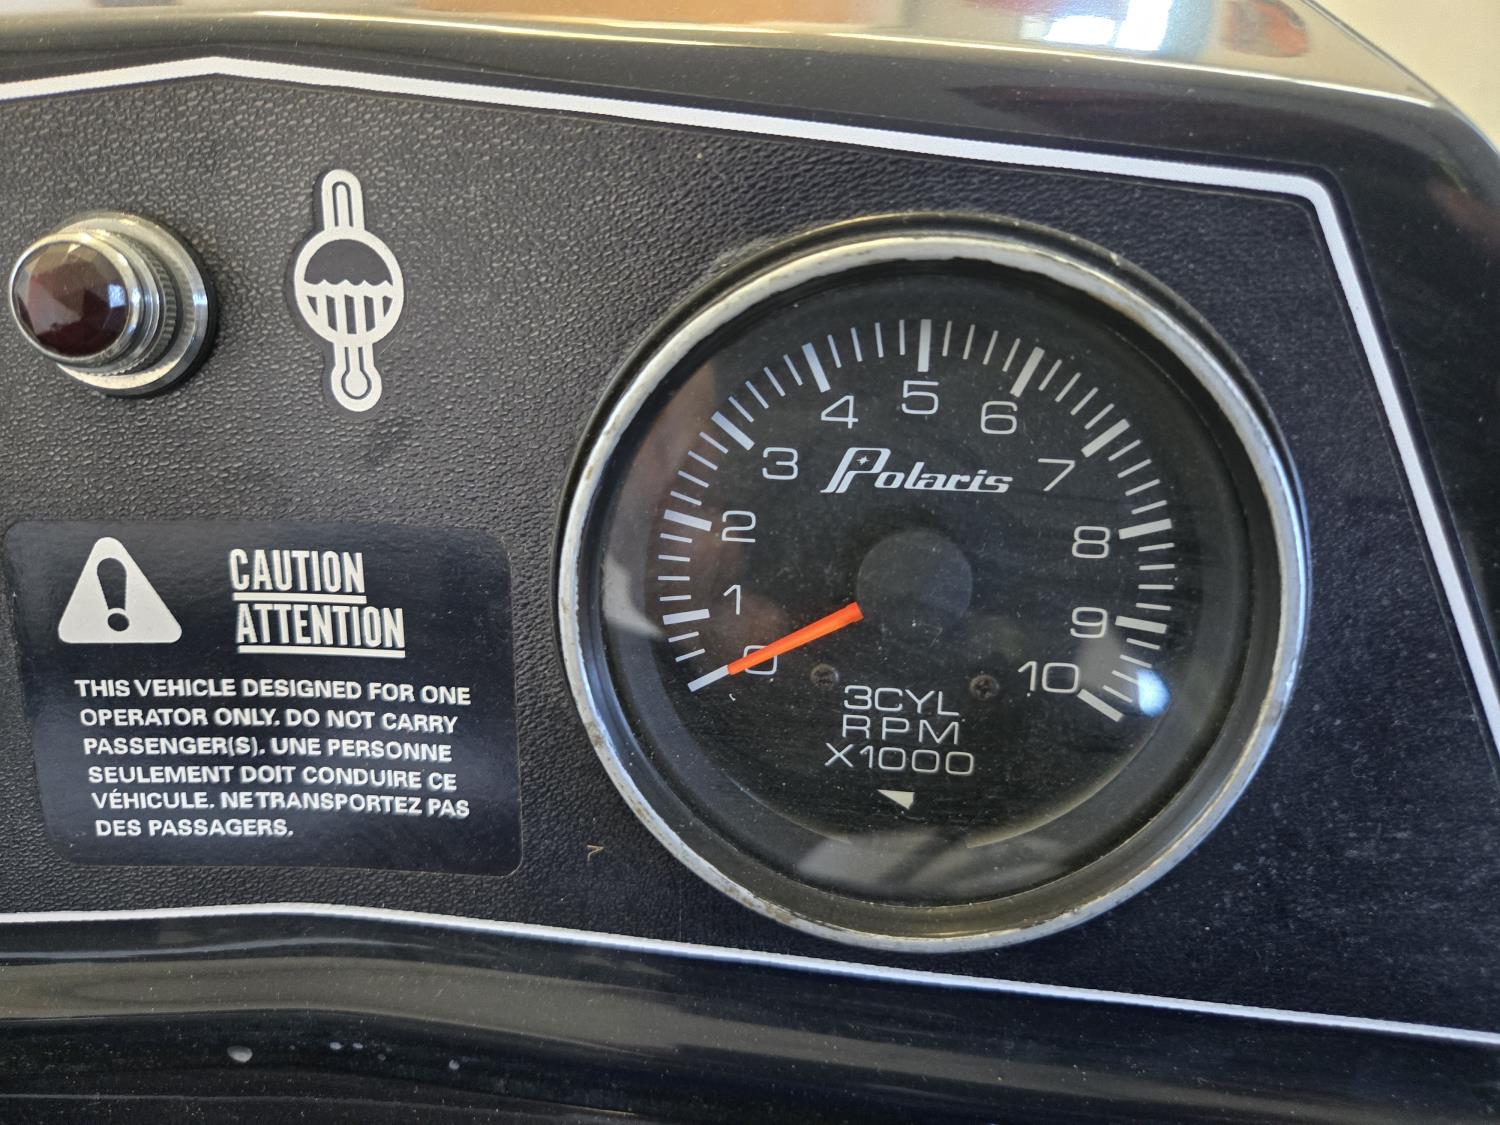 CAUTION
ATTENTION
THIS VEHICLE DESIGNED FOR ONE
OPERATOR ONLY. DO NOT CARRY
PASSENGER(S). UNE PERSONNE
SEULEMENT DOIT CONDUIRE CE
VÉHICULE. NE TRANSPORTEZ PAS
DES PASSAGERS.
0
1
2
3
4
5
6
7
8
9
10
Polaris
3CYL
RPM
X1000